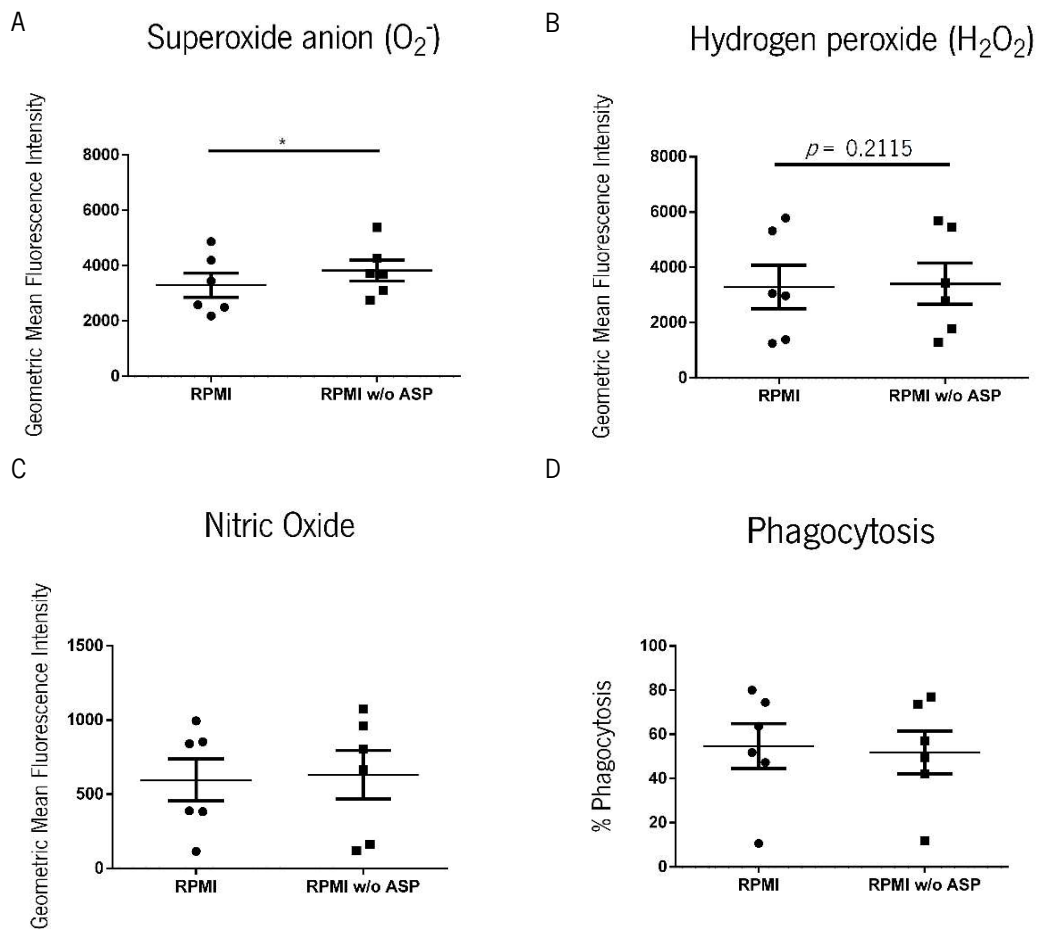 A
Superoxide anion (O₂⁻)
Geometric Mean Fluorescence Intensity
*
8000
6000
4000
2000
0
RPMI
RPMI w/o ASP
B
Hydrogen peroxide (H₂O₂)
Geometric Mean Fluorescence Intensity
p = 0.2115
8000
6000
4000
2000
0
RPMI
RPMI w/o ASP
C
Nitric Oxide
Geometric Mean Fluorescence Intensity
1500
1000
500
0
RPMI
RPMI w/o ASP
D
Phagocytosis
% Phagocytosis
100
80
60
40
20
0
RPMI
RPMI w/o ASP